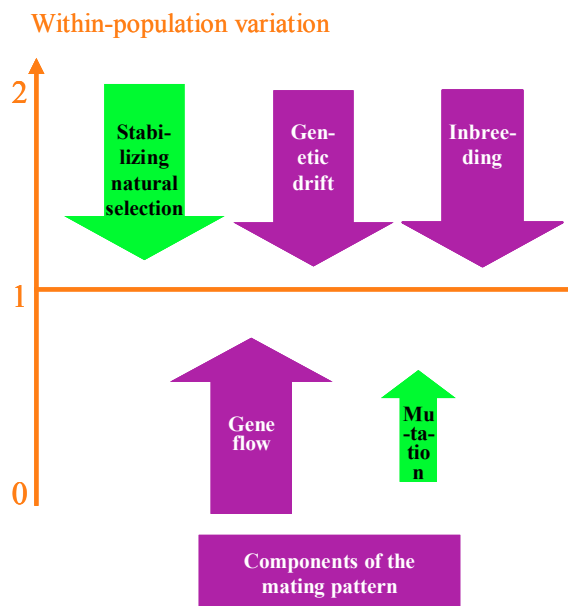 Within-population variation
2
Stabi-
lizing
natural
selection
Gen-
etic
drift
Inbree-
ding
1
Gene
flow
Mu
-ta-
tio
n
0
Components of the
mating pattern